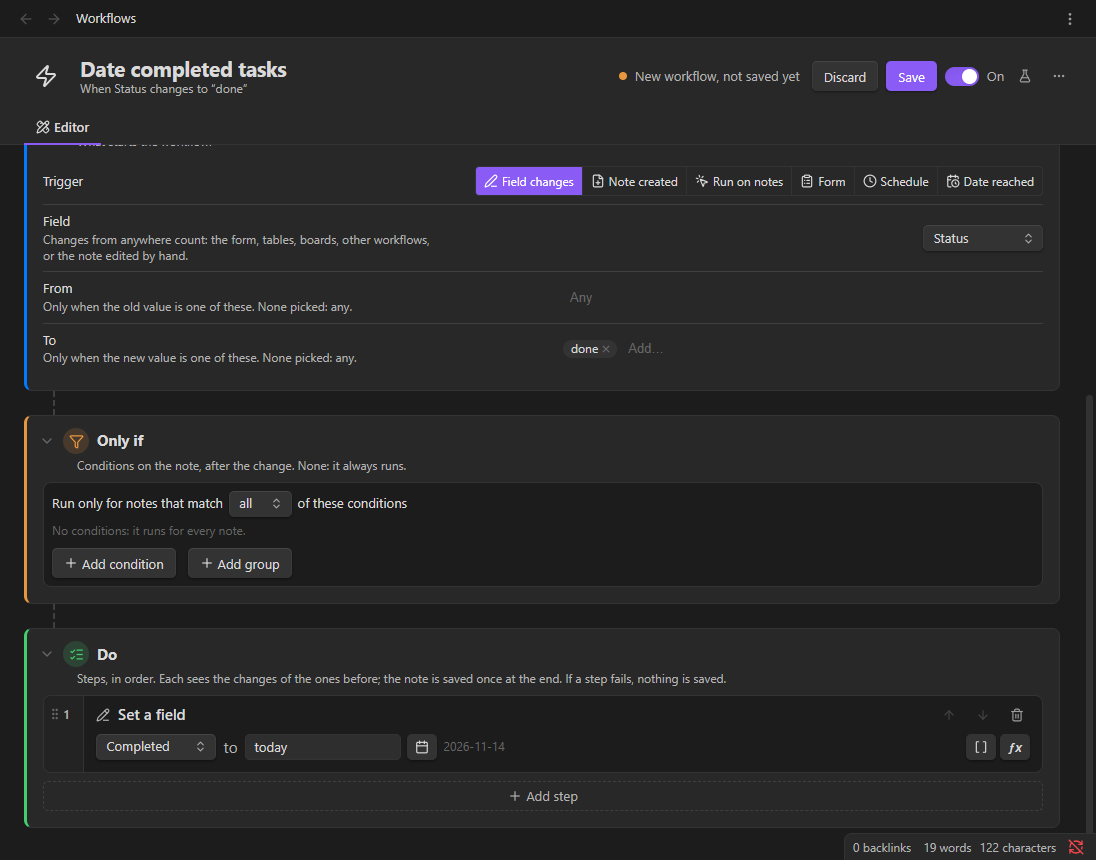 Workflows
Date completed tasks
When Status changes to “done”
New workflow, not saved yet
Discard
Save
On
Editor
Trigger
Field changes
Note created
Run on notes
Form
Schedule
Date reached
Field
Changes from anywhere count: the form, tables, boards, other workflows,
or the note edited by hand.
Status
From
Only when the old value is one of these. None picked: any.
Any
To
Only when the new value is one of these. None picked: any.
done
Add...
Only if
Conditions on the note, after the change. None: it always runs.
Run only for notes that match all of these conditions
No conditions: it runs for every note.
+ Add condition
+ Add group
Do
Steps, in order. Each sees the changes of the ones before; the note is saved once at the end. If a step fails, nothing is saved.
1 Set a field
Completed to today 2026-11-14
[] fx
+ Add step
0 backlinks 19 words 122 characters